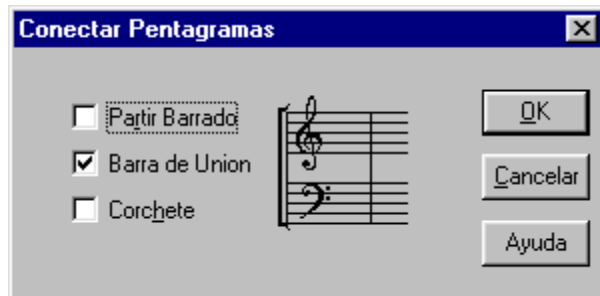 Conectar Pentagramas
Partir Barrado
Barra de Union
Corchete
OK
Cancelar
Ayuda